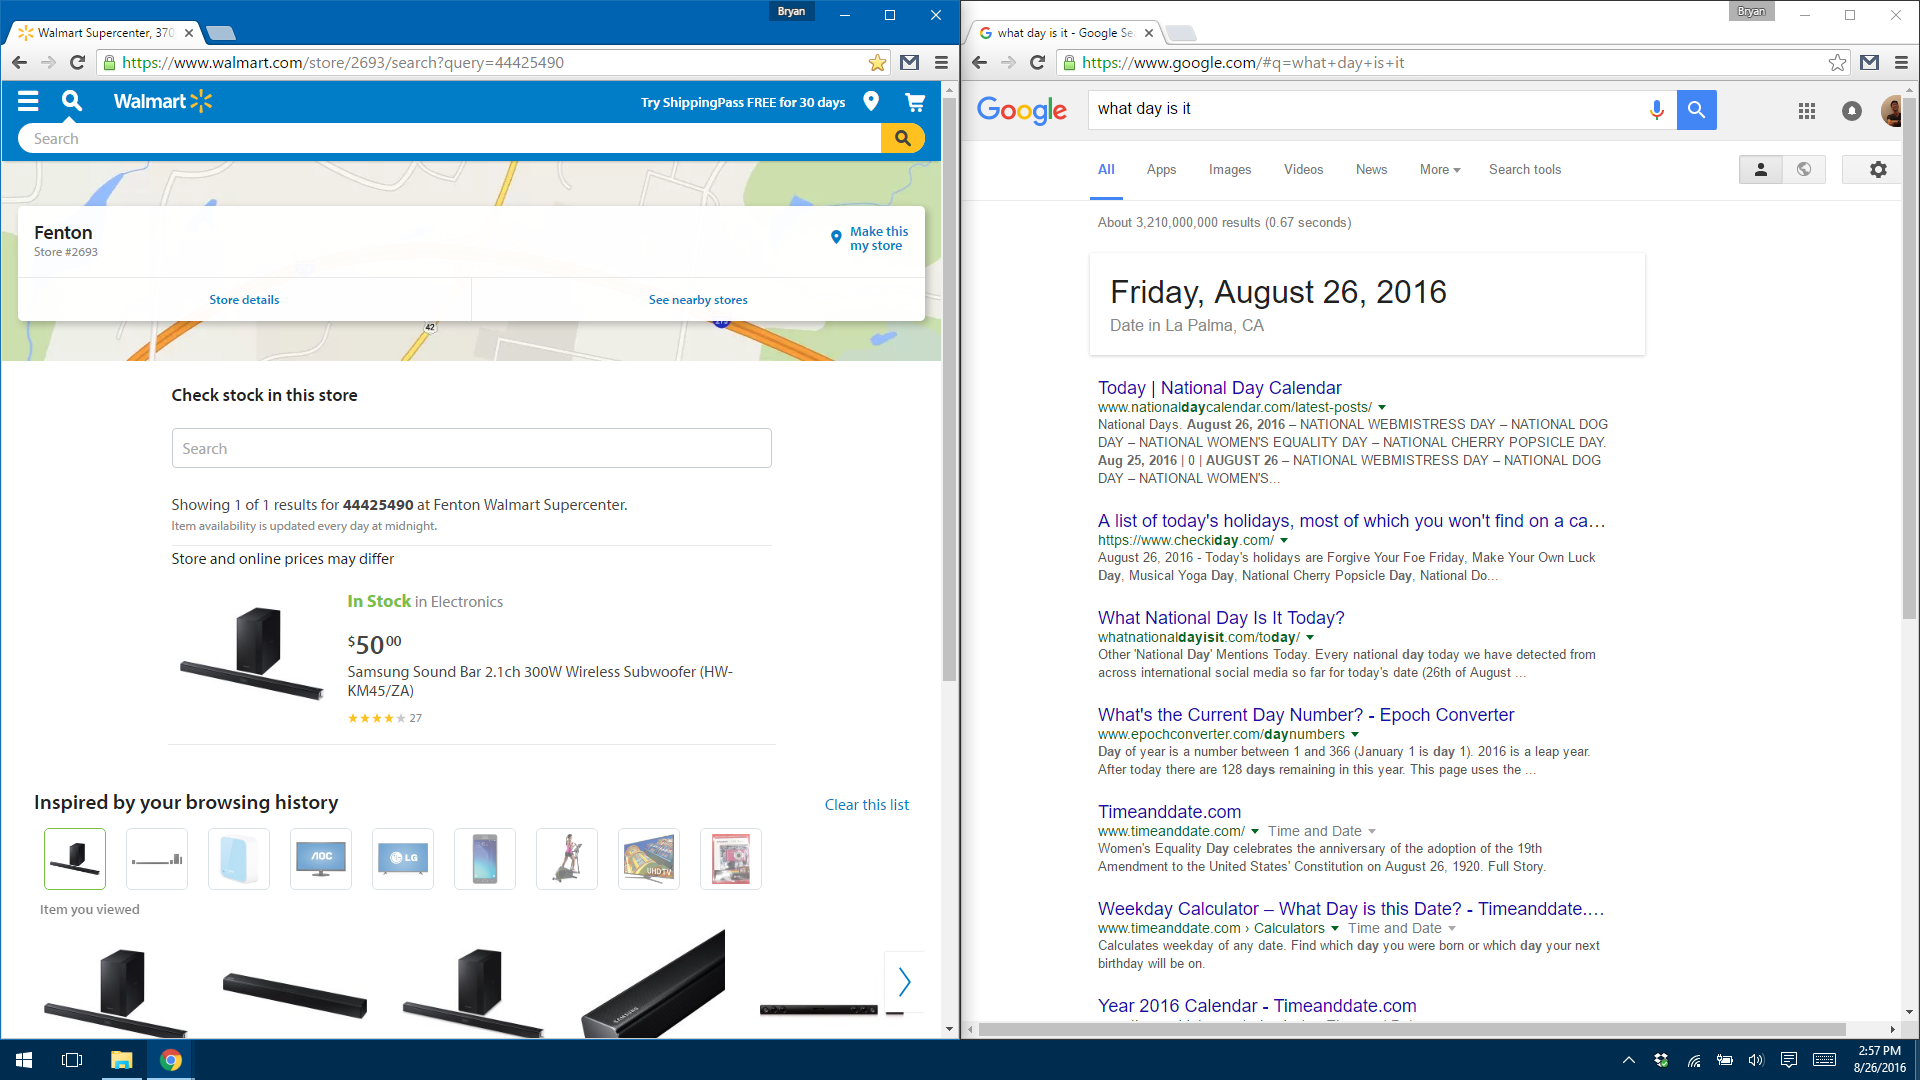 Bryan
Walmart Supercenter, 370
https://www.walmart.com/store/2693/search?query=44425490
Walmart
Try ShippingPass FREE for 30 days
Search
Fenton
Store #2693
Make this
my store
Store details
See nearby stores
42
Check stock in this store
Search
Showing 1 of 1 results for 44425490 at Fenton Walmart Supercenter.
Item availability is updated every day at midnight.
Store and online prices may differ
In Stock in Electronics
$50 00
Samsung Sound Bar 2.1ch 300W Wireless Subwoofer (HW-
KM45/ZA)
27
Inspired by your browsing history
Clear this list
AOC
LG
UHD TV
Item you viewed
SAMSUNG
Bryan
what day is it - Google Se
https://www.google.com/#q=what+day+is+it
Google
what day is it
All
Apps
Images
Videos
News
More
Search tools
About 3,210,000,000 results (0.67 seconds)
Friday, August 26, 2016
Date in La Palma, CA
Today | National Day Calendar
www.nationaldaycalendar.com/latest-posts/
National Days. August 26, 2016 – NATIONAL WEBMISTRESS DAY – NATIONAL DOG
DAY – NATIONAL WOMEN'S EQUALITY DAY – NATIONAL CHERRY POPSICLE DAY.
Aug 25, 2016 | 0 | AUGUST 26 – NATIONAL WEBMISTRESS DAY – NATIONAL DOG
DAY – NATIONAL WOMEN'S...
A list of today's holidays, most of which you won't find on a ca...
https://www.checkiday.com/
August 26, 2016 - Today's holidays are Forgive Your Foe Friday, Make Your Own Luck
Day, Musical Yoga Day, National Cherry Popsicle Day, National Do...
What National Day Is It Today?
whatnationaldayisit.com/today/
Other 'National Day' Mentions Today. Every national day today we have detected from
across international social media so far for today's date (26th of August ...
What's the Current Day Number? - Epoch Converter
www.epochconverter.com/daynumbers
Day of year is a number between 1 and 366 (January 1 is day 1). 2016 is a leap year.
After today there are 128 days remaining in this year. This page uses the ...
Timeanddate.com
www.timeanddate.com/ Time and Date
Women's Equality Day celebrates the anniversary of the adoption of the 19th
Amendment to the United States' Constitution on August 26, 1920. Full Story.
Weekday Calculator – What Day is this Date? - Timeanddate....
www.timeanddate.com › Calculators Time and Date
Calculates weekday of any date. Find which day you were born or which day your next
birthday will be on.
Year 2016 Calendar - Timeanddate.com
2:57 PM
8/26/2016